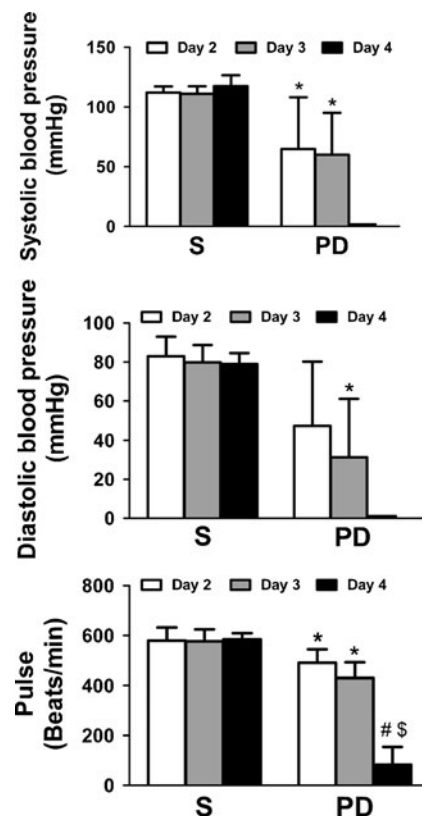 Day 2 Day 3 Day 4
Systolic blood pressure
(mmHg)
150
100
50
0
* *
S PD
Day 2 Day 3 Day 4
Diastolic blood pressure
(mmHg)
100
80
60
40
20
0
*
S PD
Day 2 Day 3 Day 4
Pulse
(Beats/min)
800
600
400
200
0
* *
# $
S PD